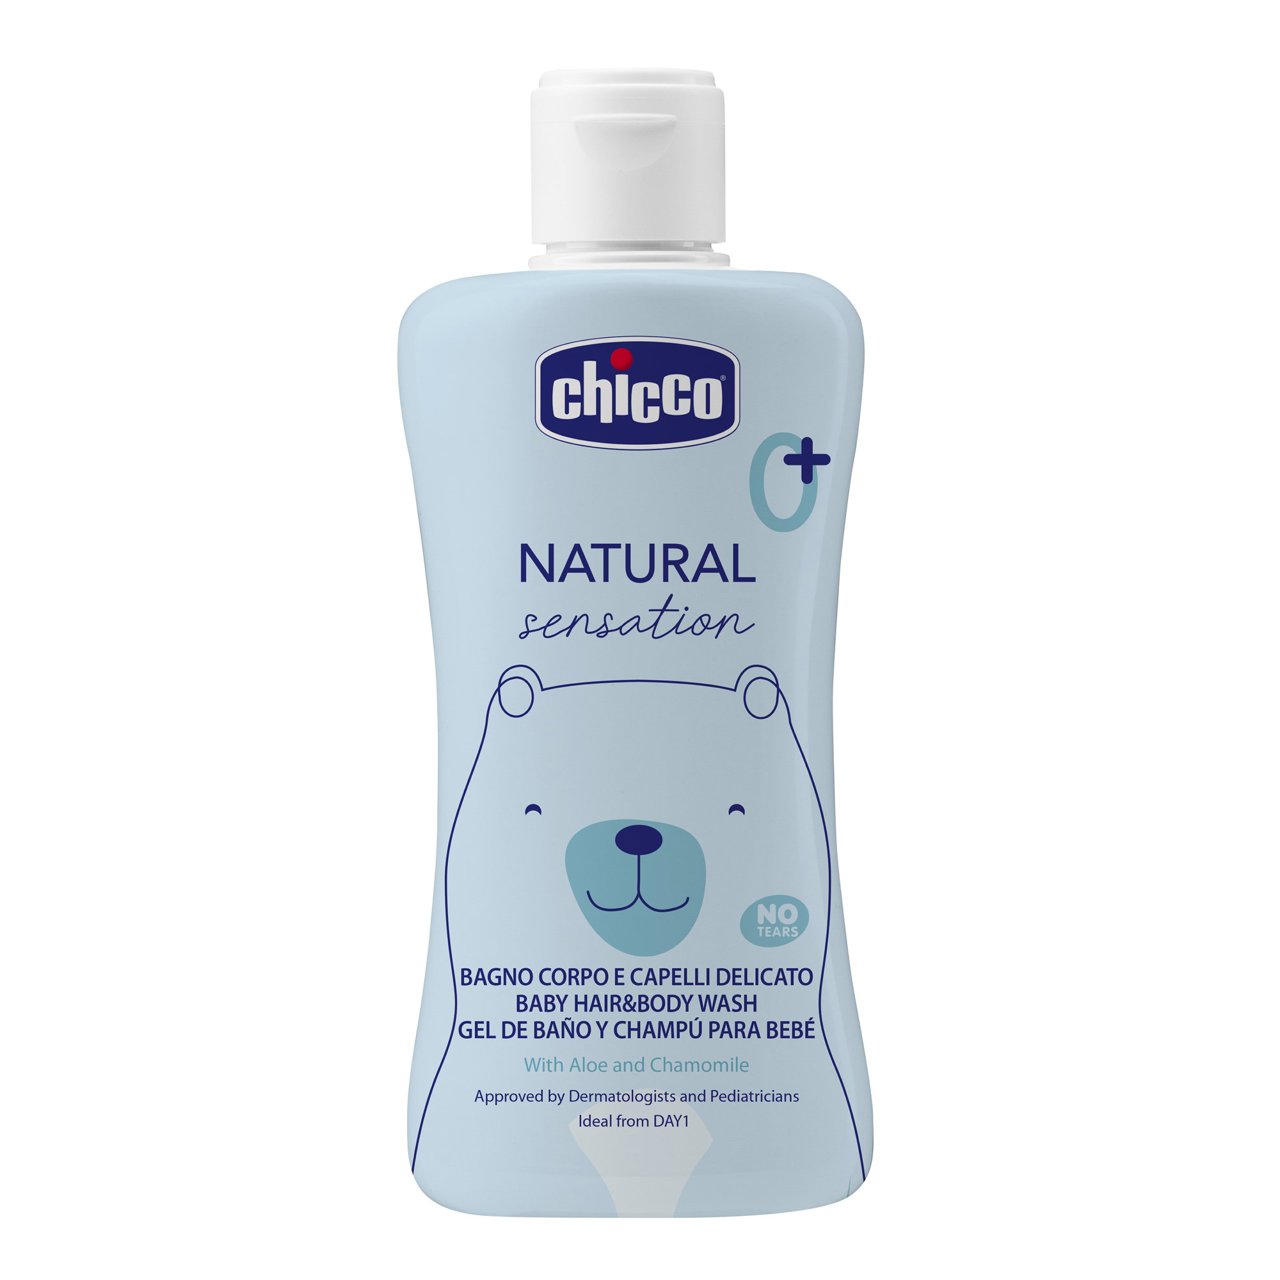 chicco®
0+
NATURAL
sensation
NO
TEARS
BAGNO CORPO E CAPELLI DELICATO
BABY HAIR&BODY WASH
GEL DE BAÑO Y CHAMPÚ PARA BEBÉ
With Aloe and Chamomile
Approved by Dermatologists and Pediatricians
Ideal from DAY1